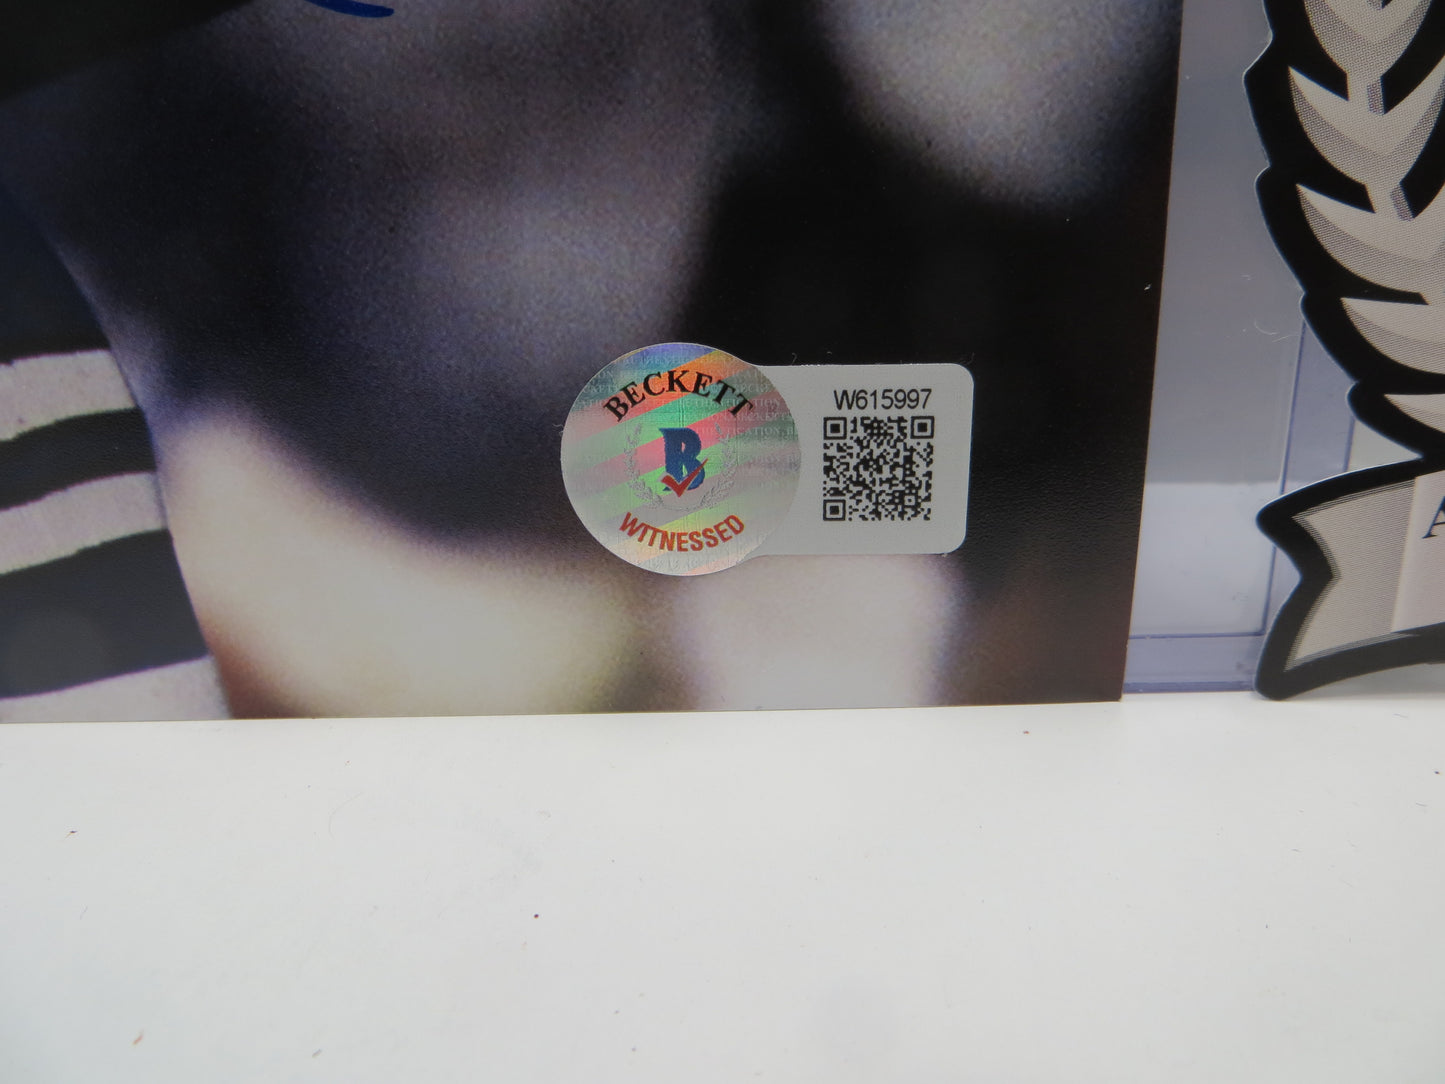 BECKETT
B
WITNESSED
W615997
A